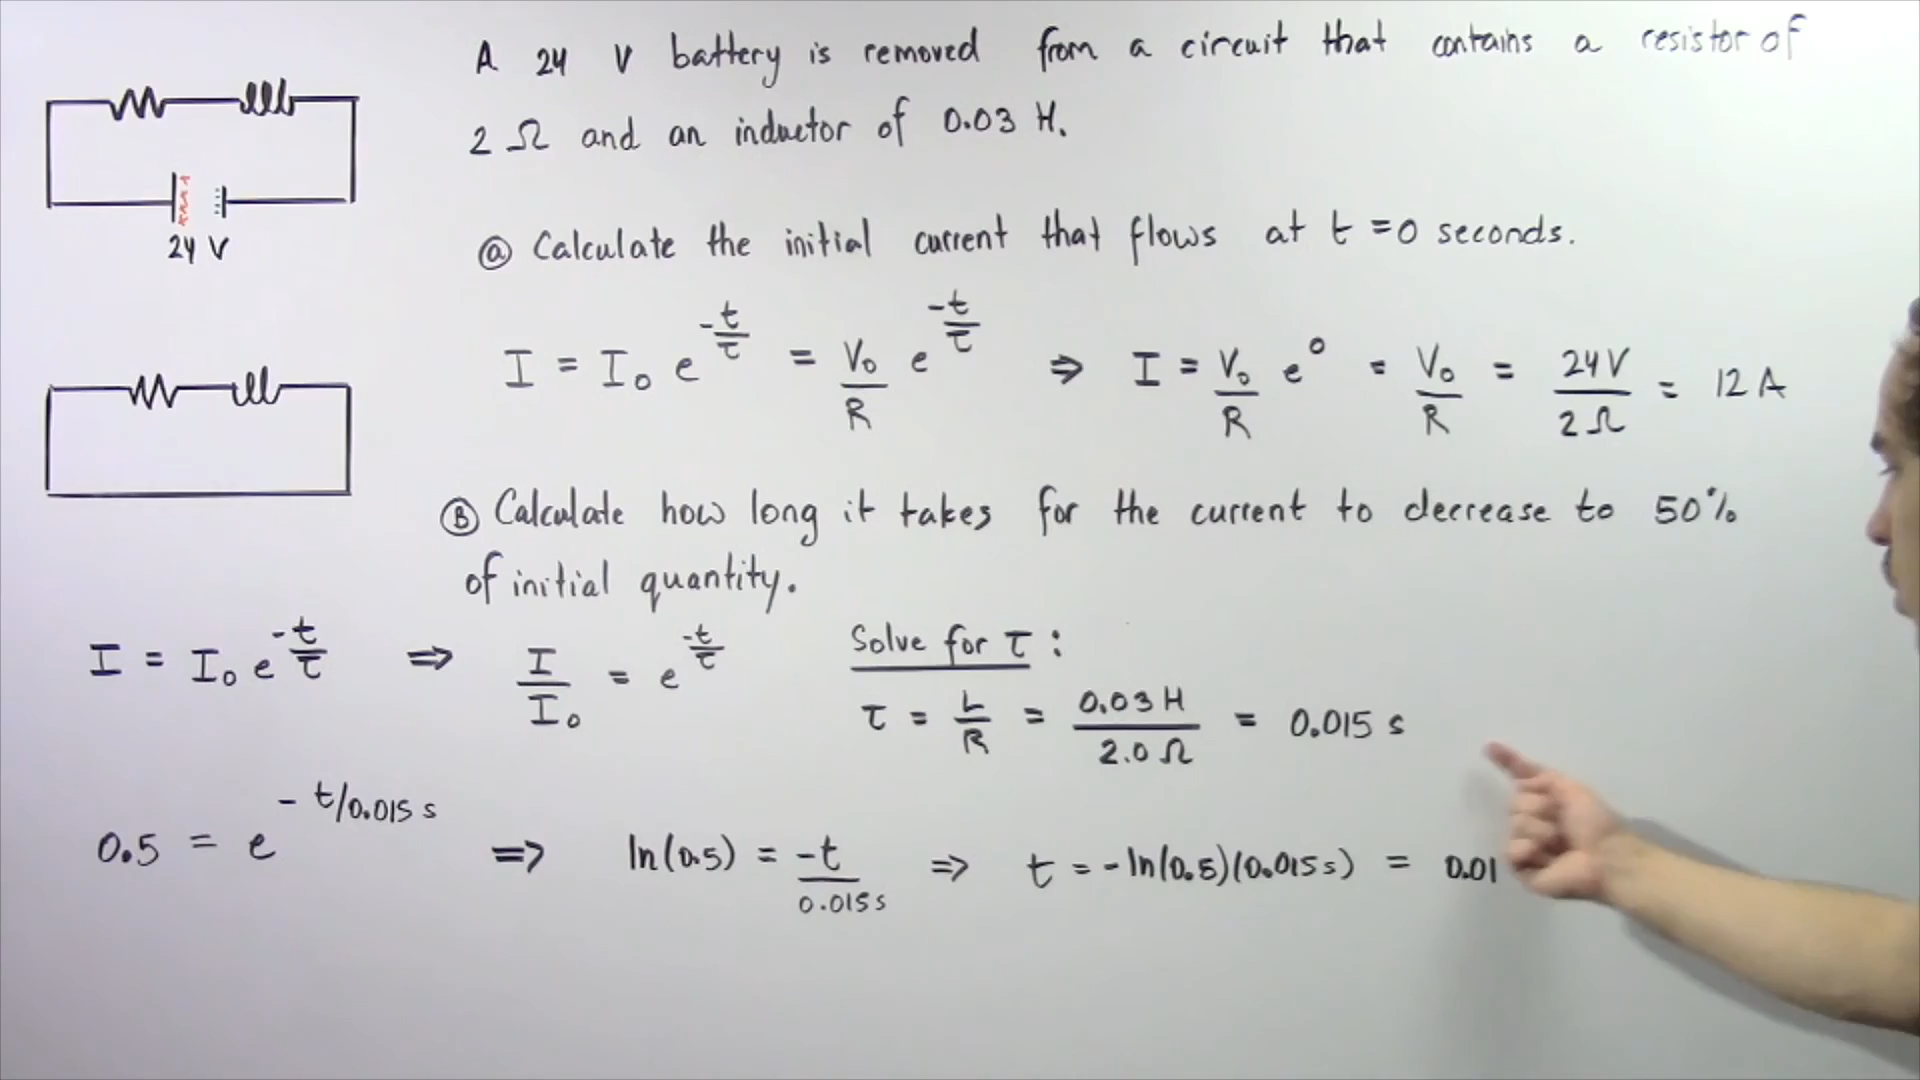 A 24 V battery is removed from a circuit that contains a resistor of
2 Ω and an inductor of 0.03 H.
24 V
ⓐ Calculate the initial current that flows at t = 0 seconds.
I = I₀ e^(-t/τ) = V₀/R e^(-t/τ) ⇒ I = V₀/R e⁰ = V₀/R = 24V/2Ω = 12 A
Ⓑ Calculate how long it takes for the current to decrease to 50%
of initial quantity.
I = I₀ e^(-t/τ) ⇒ I/I₀ = e^(-t/τ)
Solve for τ :
τ = L/R = 0.03 H/2.0 Ω = 0.015 s
0.5 = e^(- t/0.015 s) ⇒ ln(0.5) = -t/0.015 s ⇒ t = -ln(0.5)(0.015 s) = 0.01